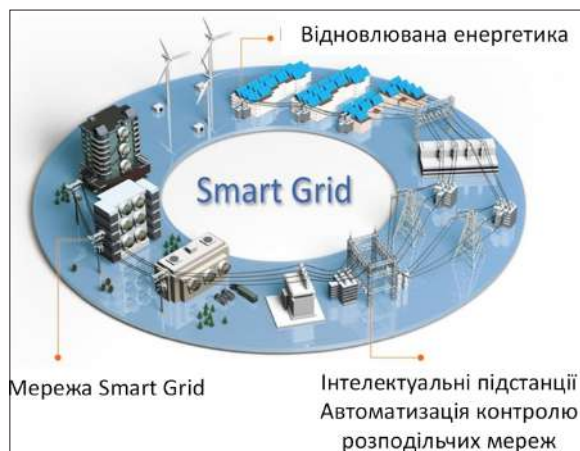 Відновлювана енергетика
Smart Grid
Мережа Smart Grid
Інтелектуальні підстанції
Автоматизація контролю
розподільчих мереж